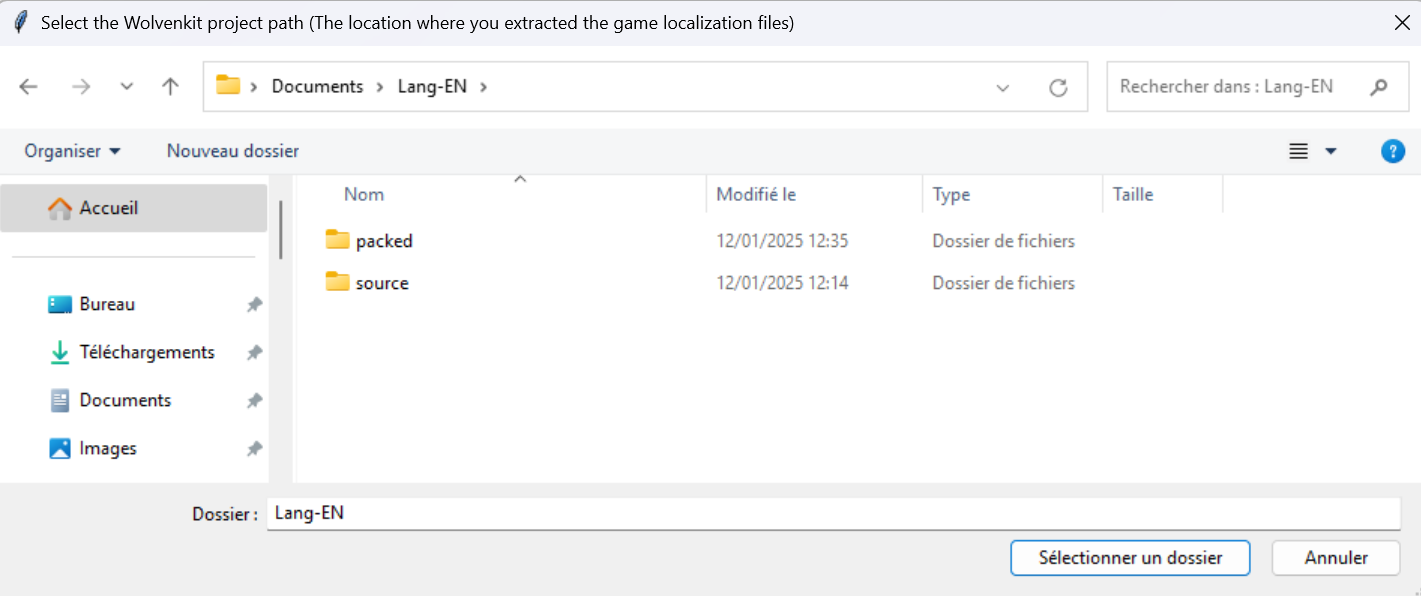 Select the Wolvenkit project path (The location where you extracted the game localization files)
Documents > Lang-EN >
Rechercher dans : Lang-EN
Organiser
Nouveau dossier
?
Accueil
Bureau
Téléchargements
Documents
Images
Nom Modifié le Type Taille
packed 12/01/2025 12:35 Dossier de fichiers
source 12/01/2025 12:14 Dossier de fichiers
Dossier : Lang-EN
Sélectionner un dossier Annuler